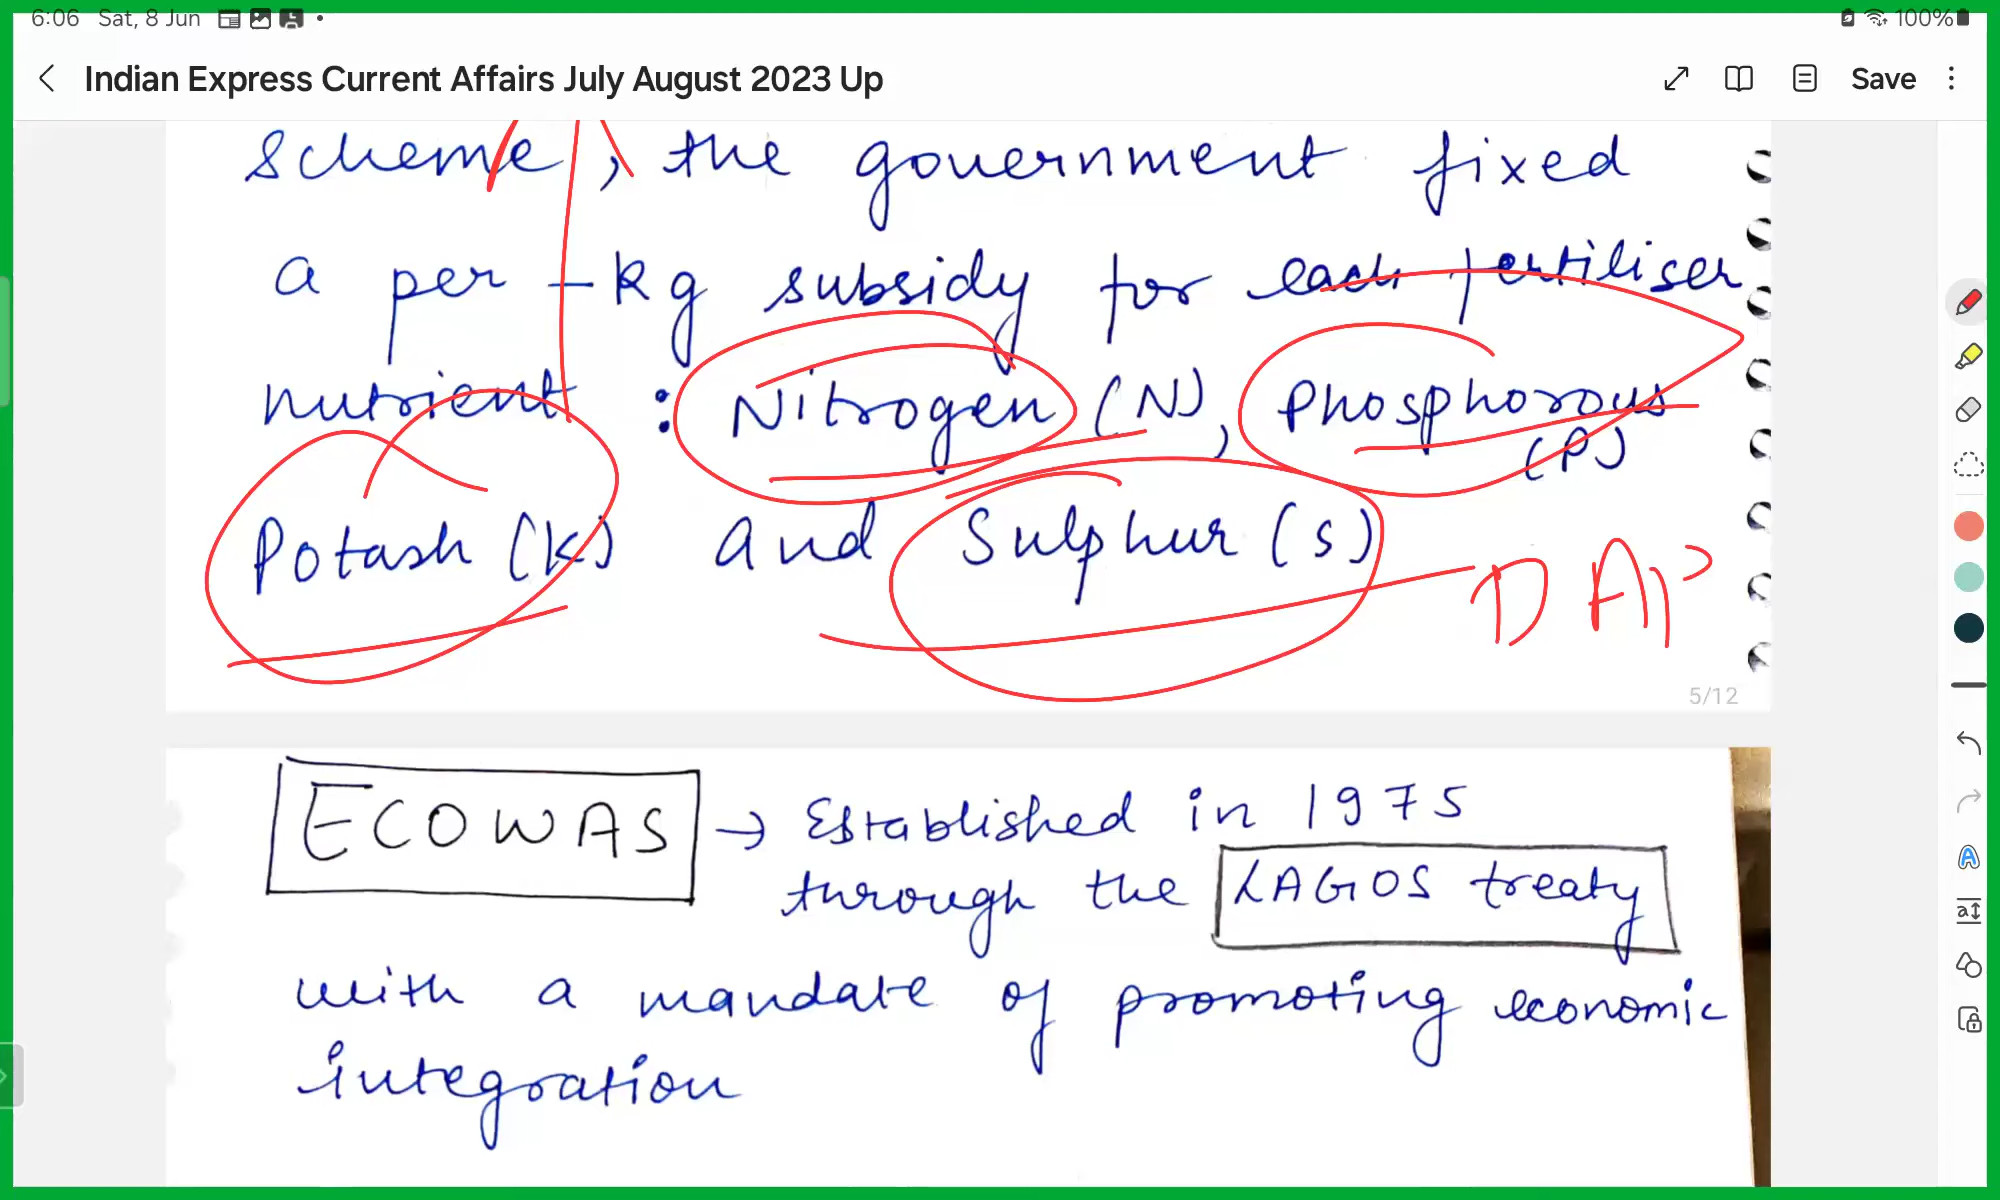 6:06 Sat, 8 Jun
100%
Indian Express Current Affairs July August 2023 Up
Save
Scheme, the government fixed
a per-kg subsidy for each fertiliser
nutrient : Nitrogen (N), Phosphorous
(P)
Potash (K) and Sulphur (S)
DAP
5/12
ECOWAS → Established in 1975
through the LAGOS treaty
with a mandate of promoting economic
integration